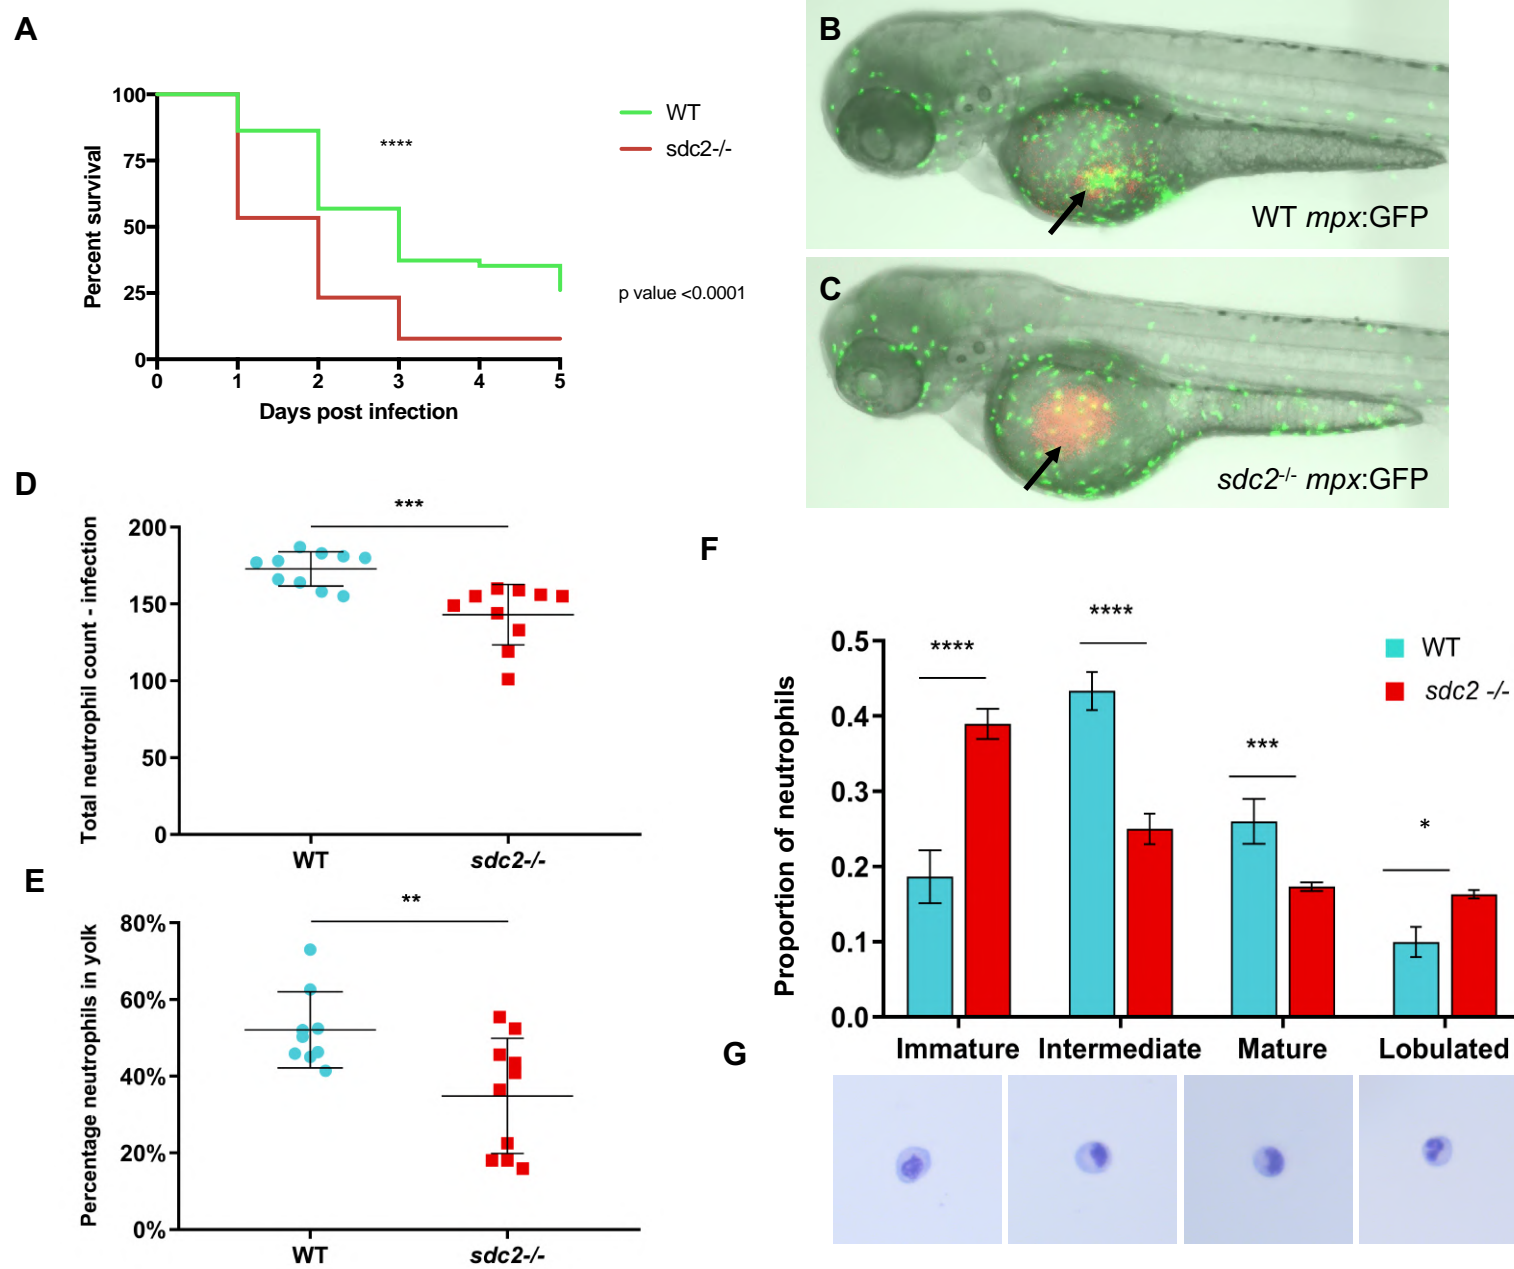 A
Percent survival
100
75
50
25
0
0 1 2 3 4 5
Days post infection
****
WT
sdc2-/-
p value <0.0001
B
WT mpx:GFP
C
sdc2-/- mpx:GFP
D
Total neutrophil count - infection
200
150
100
50
0
***
WT sdc2-/-
E
Percentage neutrophils in yolk
80%
60%
40%
20%
0%
**
WT sdc2-/-
F
Proportion of neutrophils
0.5
0.4
0.3
0.2
0.1
0.0
****
****
***
*
WT
sdc2 -/-
Immature Intermediate Mature Lobulated
G